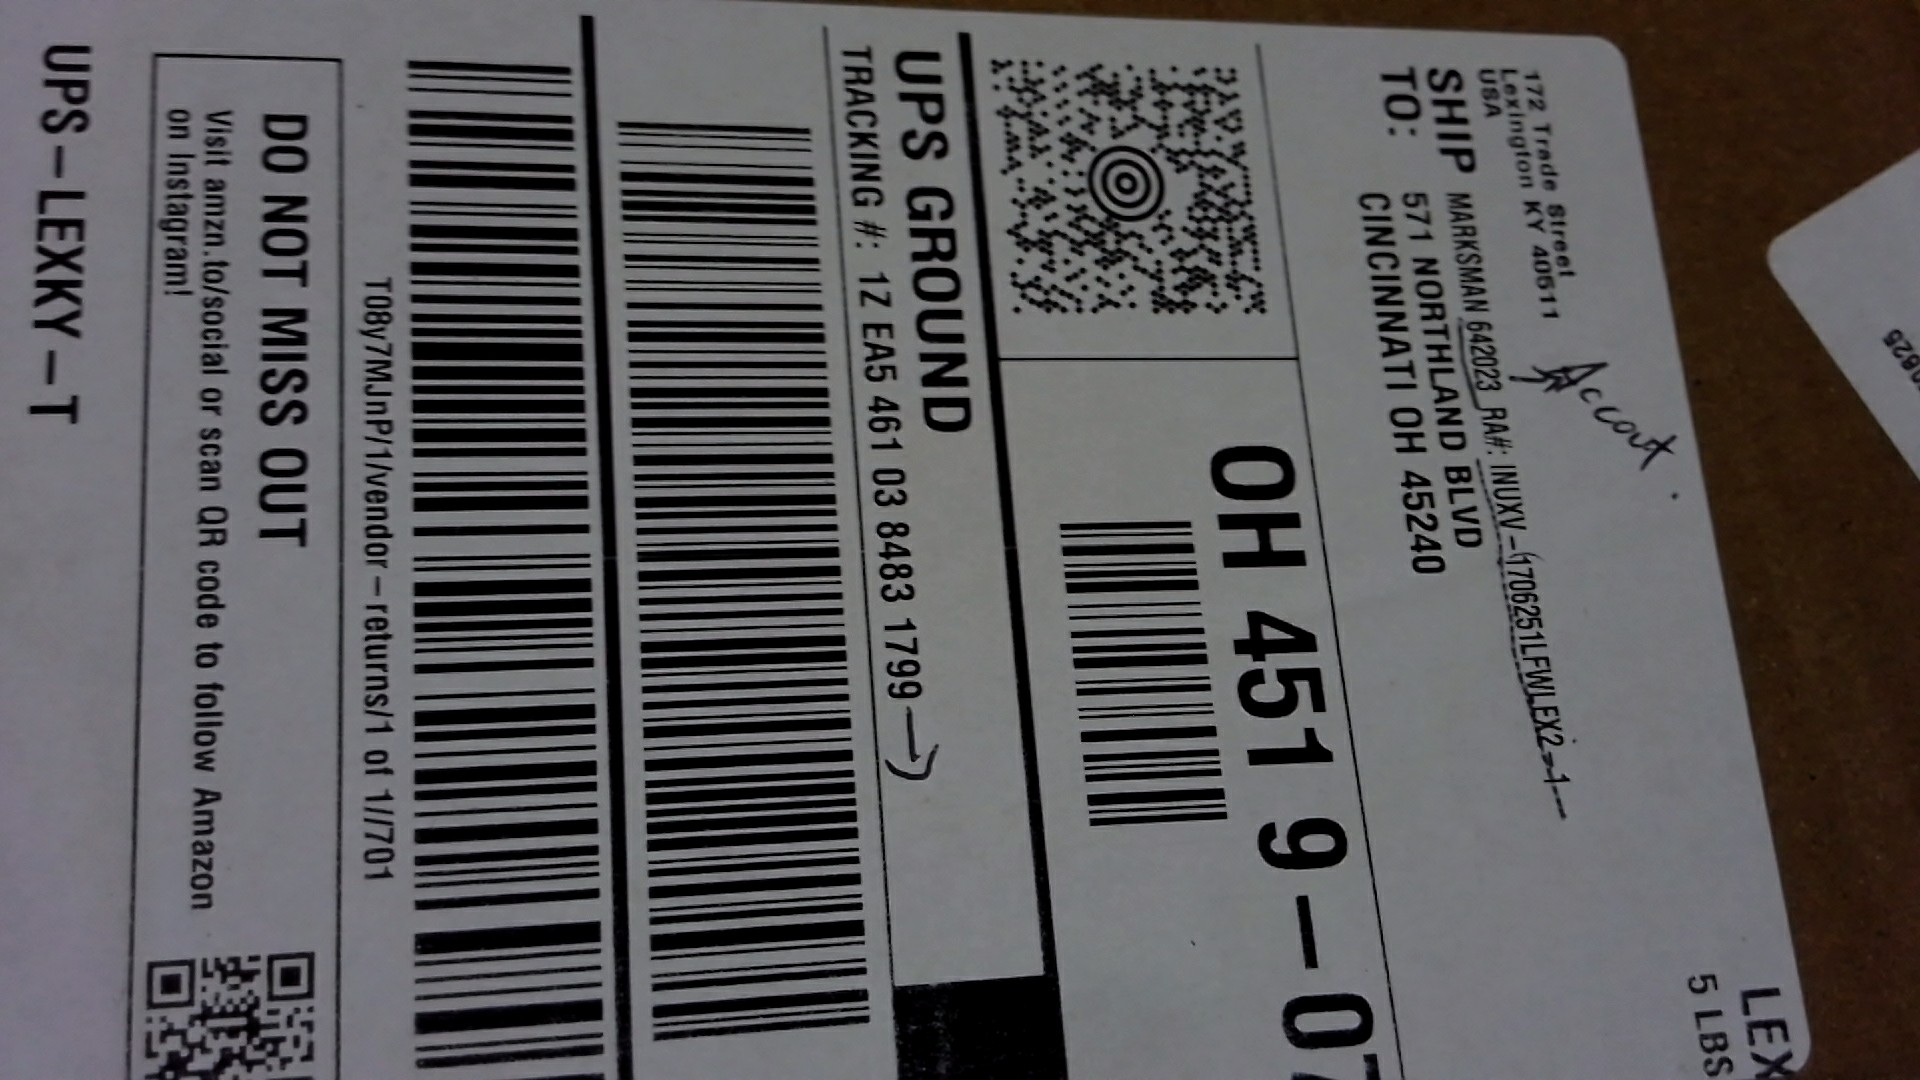 LEX
5 LBS
172 Trade Street
Lexington KY 40511
USA
Accout
SHIP MARKSMAN 642023 RA#: INUXV-(170625)1LFWLEX2-1
TO: 571 NORTHLAND BLVD
CINCINNATI OH 45240
OH 451 9-07
UPS GROUND
TRACKING #: 1Z EA5 461 03 8483 1799
T08y7MJnP/1/vendor-returns/1 of 1//701
DO NOT MISS OUT
Visit amzn.to/social or scan QR code to follow Amazon
on Instagram!
UPS-LEXKY-T